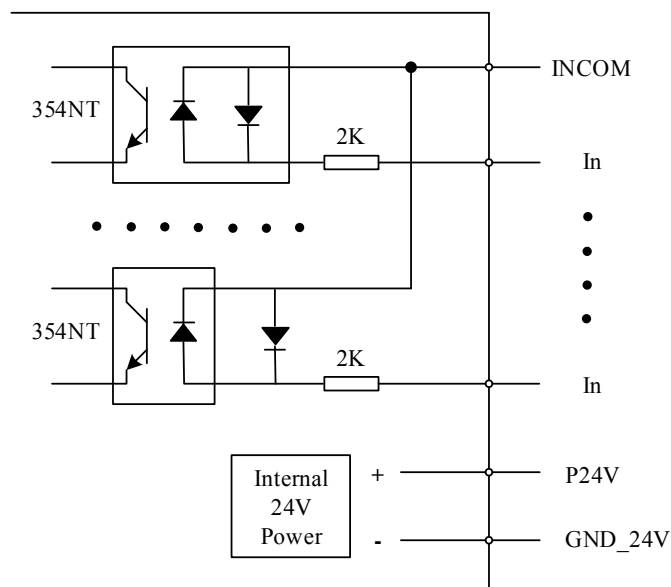 INCOM
354NT
2K
In
354NT
2K
In
Internal
24V
Power
+
P24V
-
GND_24V